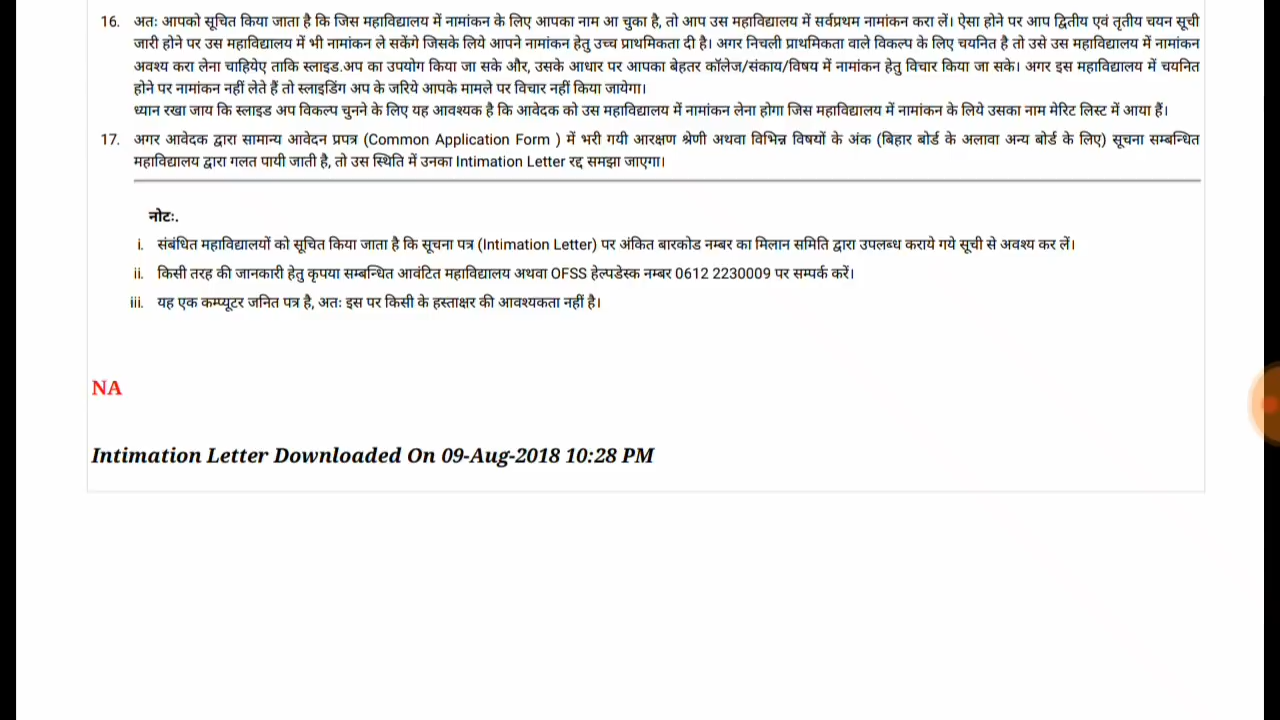 16. अतः आपको सूचित किया जाता है कि जिस महाविद्यालय में नामांकन के लिए आपका नाम आ चुका है, तो आप उस महाविद्यालय में सर्वप्रथम नामांकन करा लें। ऐसा होने पर आप द्वितीय एवं तृतीय चयन सूची
जारी होने पर उस महाविद्यालय में भी नामांकन ले सकेंगे जिसके लिये आपने नामांकन हेतु उच्च प्राथमिकता दी है। अगर निचली प्राथमिकता वाले विकल्प के लिए चयनित है तो उसे उस महाविद्यालय में नामांकन
अवश्य करा लेना चाहियेए ताकि स्लाइड.अप का उपयोग किया जा सके और, उसके आधार पर आपका बेहतर कॉलेज/संकाय/विषय में नामांकन हेतु विचार किया जा सके। अगर इस महाविद्यालय में चयनित
होने पर नामांकन नहीं लेते हैं तो स्लाइडिंग अप के जरिये आपके मामले पर विचार नहीं किया जायेगा।
ध्यान रखा जाय कि स्लाइड अप विकल्प चुनने के लिए यह आवश्यक है कि आवेदक को उस महाविद्यालय में नामांकन लेना होगा जिस महाविद्यालय में नामांकन के लिये उसका नाम मेरिट लिस्ट में आया हैं।
17. अगर आवेदक द्वारा सामान्य आवेदन प्रपत्र (Common Application Form ) में भरी गयी आरक्षण श्रेणी अथवा विभिन्न विषयों के अंक (बिहार बोर्ड के अलावा अन्य बोर्ड के लिए) सूचना सम्बन्धित
महाविद्यालय द्वारा गलत पायी जाती है, तो उस स्थिति में उनका Intimation Letter रद्द समझा जाएगा।
नोटः.
i. संबंधित महाविद्यालयों को सूचित किया जाता है कि सूचना पत्र (Intimation Letter) पर अंकित बारकोड नम्बर का मिलान समिति द्वारा उपलब्ध कराये गये सूची से अवश्य कर लें।
ii. किसी तरह की जानकारी हेतु कृपया सम्बन्धित आवंटित महाविद्यालय अथवा OFSS हेल्पडेस्क नम्बर 0612 2230009 पर सम्पर्क करें।
iii. यह एक कम्प्यूटर जनित पत्र है, अतः इस पर किसी के हस्ताक्षर की आवश्यकता नहीं है।
NA
Intimation Letter Downloaded On 09-Aug-2018 10:28 PM